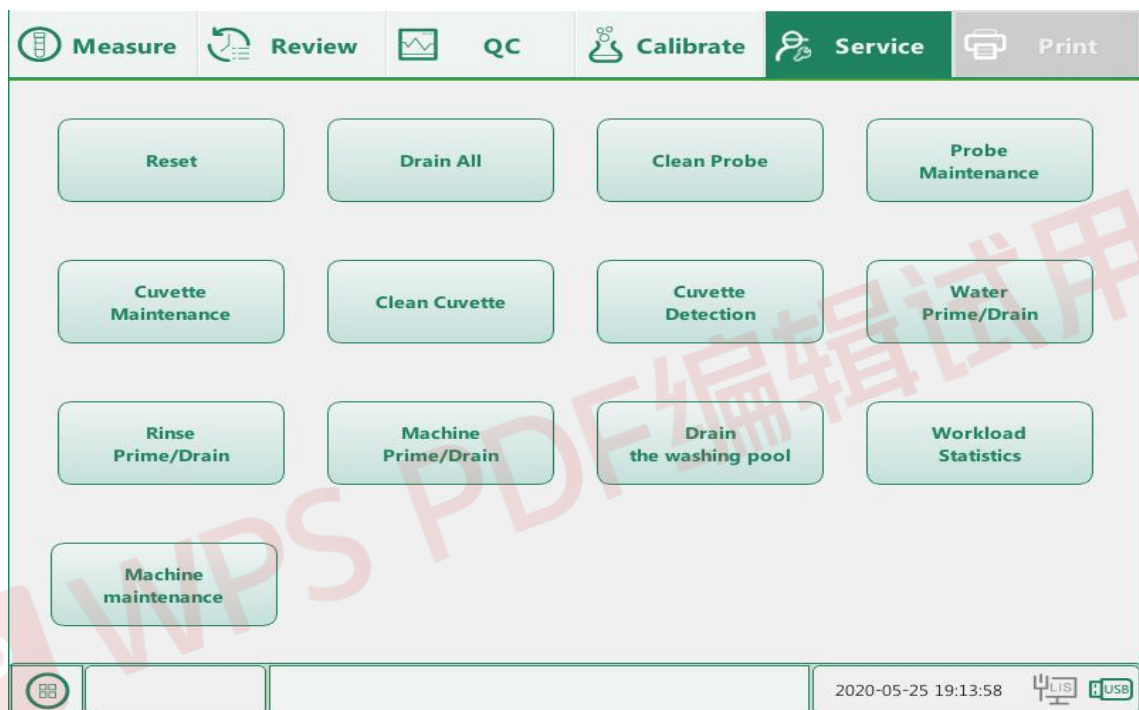 Measure Review QC Calibrate Service Print
Reset Drain All Clean Probe Probe
Maintenance
Cuvette
Maintenance Clean Cuvette Cuvette
Detection Water
Prime/Drain
Rinse
Prime/Drain Machine
Prime/Drain Drain
the washing pool Workload
Statistics
Machine
maintenance
WPS PDF编辑试用
2020-05-25 19:13:58 LIS USB